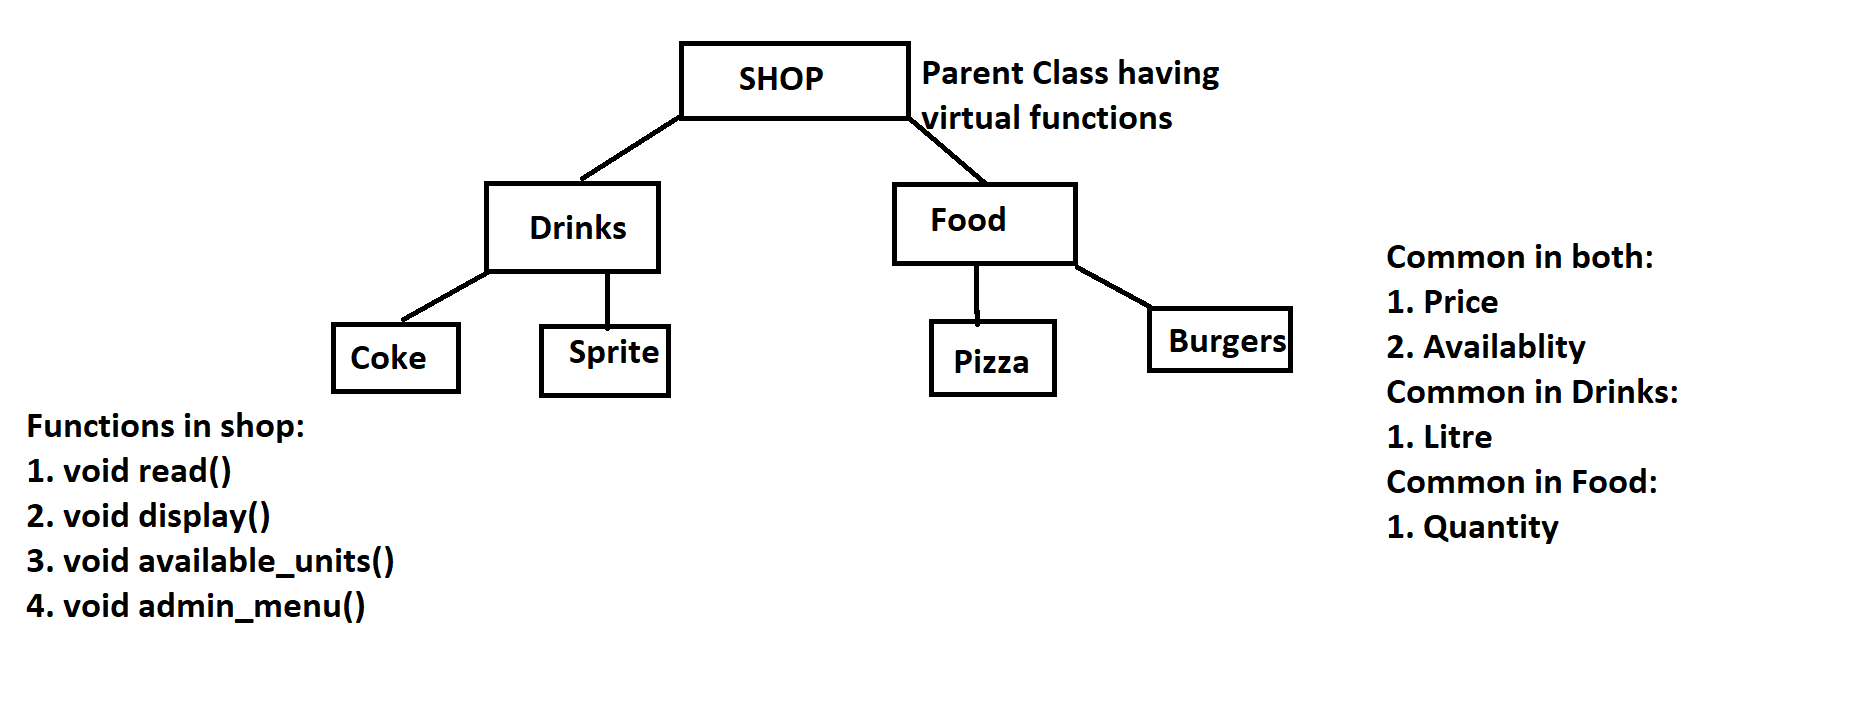 SHOP
Parent Class having
virtual functions
Drinks
Food
Coke
Sprite
Pizza
Burgers
Functions in shop:
1. void read()
2. void display()
3. void available_units()
4. void admin_menu()
Common in both:
1. Price
2. Availablity
Common in Drinks:
1. Litre
Common in Food:
1. Quantity